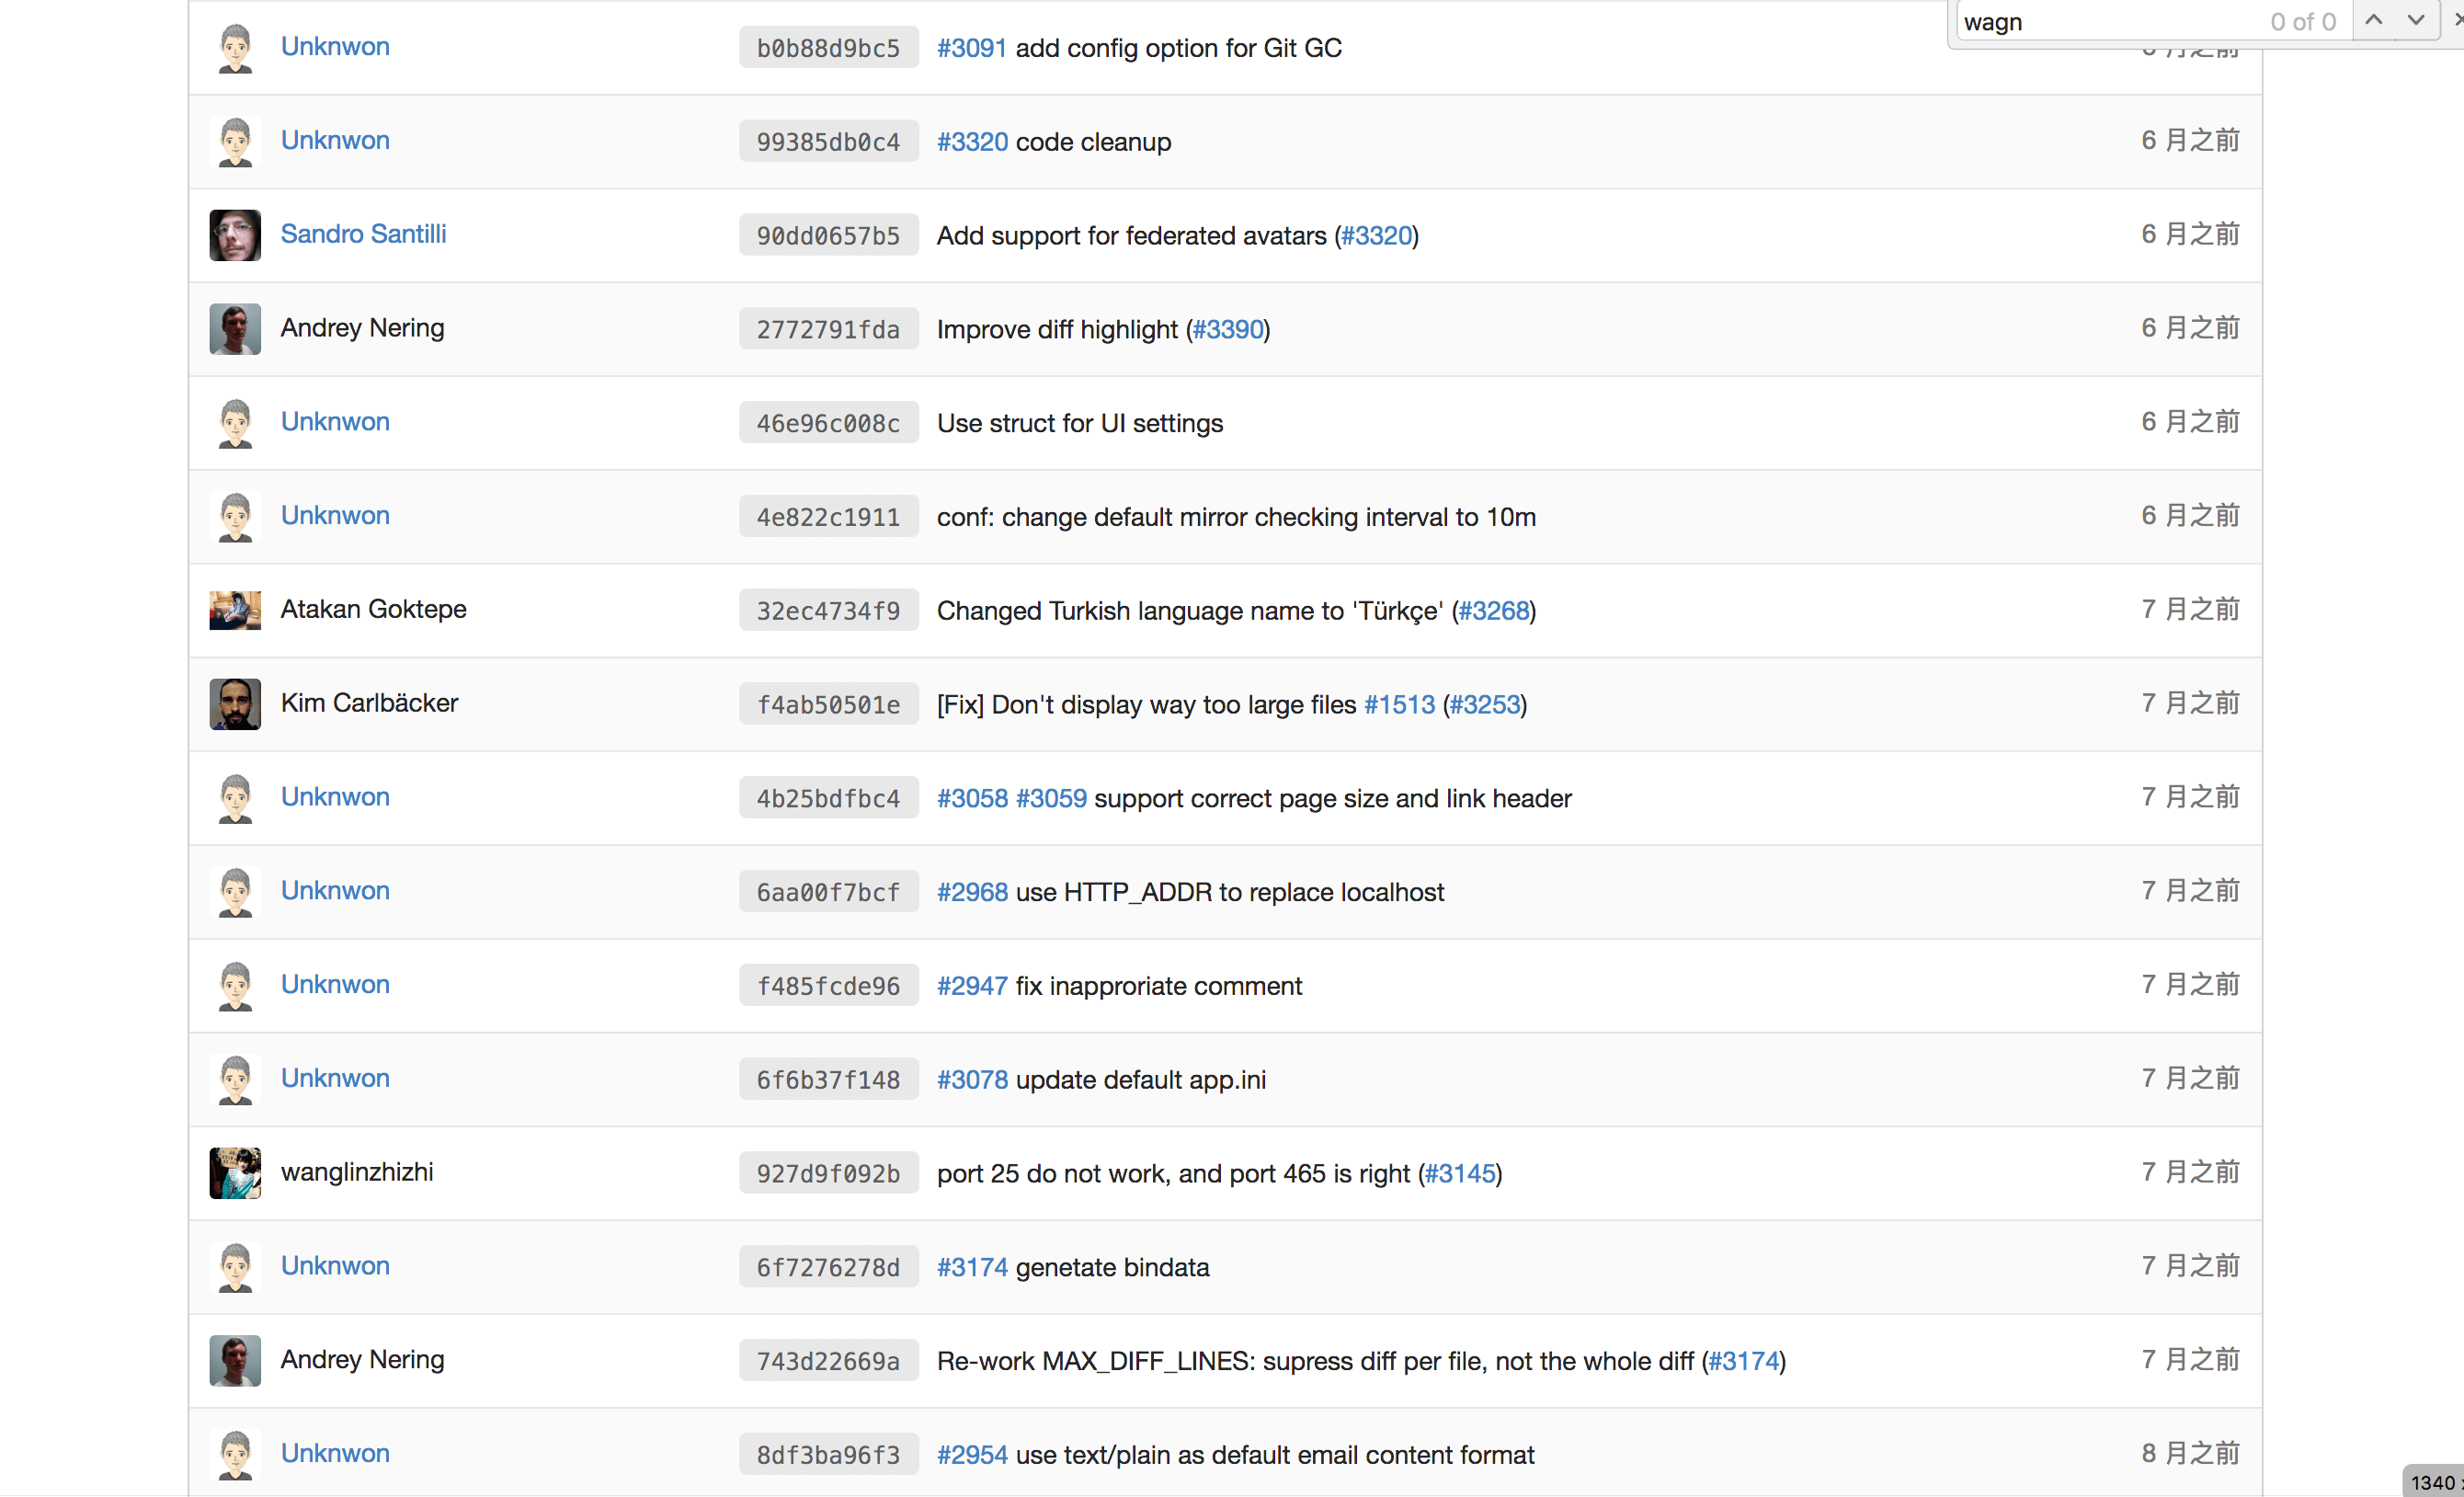 wagn 0 of 0
Unknwon b0b88d9bc5 #3091 add config option for Git GC 月之前
Unknwon 99385db0c4 #3320 code cleanup 6 月之前
Sandro Santilli 90dd0657b5 Add support for federated avatars (#3320) 6 月之前
Andrey Nering 2772791fda Improve diff highlight (#3390) 6 月之前
Unknwon 46e96c008c Use struct for UI settings 6 月之前
Unknwon 4e822c1911 conf: change default mirror checking interval to 10m 6 月之前
Atakan Goktepe 32ec4734f9 Changed Turkish language name to 'Türkçe' (#3268) 7 月之前
Kim Carlbäcker f4ab50501e [Fix] Don't display way too large files #1513 (#3253) 7 月之前
Unknwon 4b25bdfbc4 #3058 #3059 support correct page size and link header 7 月之前
Unknwon 6aa00f7bcf #2968 use HTTP_ADDR to replace localhost 7 月之前
Unknwon f485fcde96 #2947 fix inapproriate comment 7 月之前
Unknwon 6f6b37f148 #3078 update default app.ini 7 月之前
wanglinzhizhi 927d9f092b port 25 do not work, and port 465 is right (#3145) 7 月之前
Unknwon 6f7276278d #3174 genetate bindata 7 月之前
Andrey Nering 743d22669a Re-work MAX_DIFF_LINES: supress diff per file, not the whole diff (#3174) 7 月之前
Unknwon 8df3ba96f3 #2954 use text/plain as default email content format 8 月之前
1340